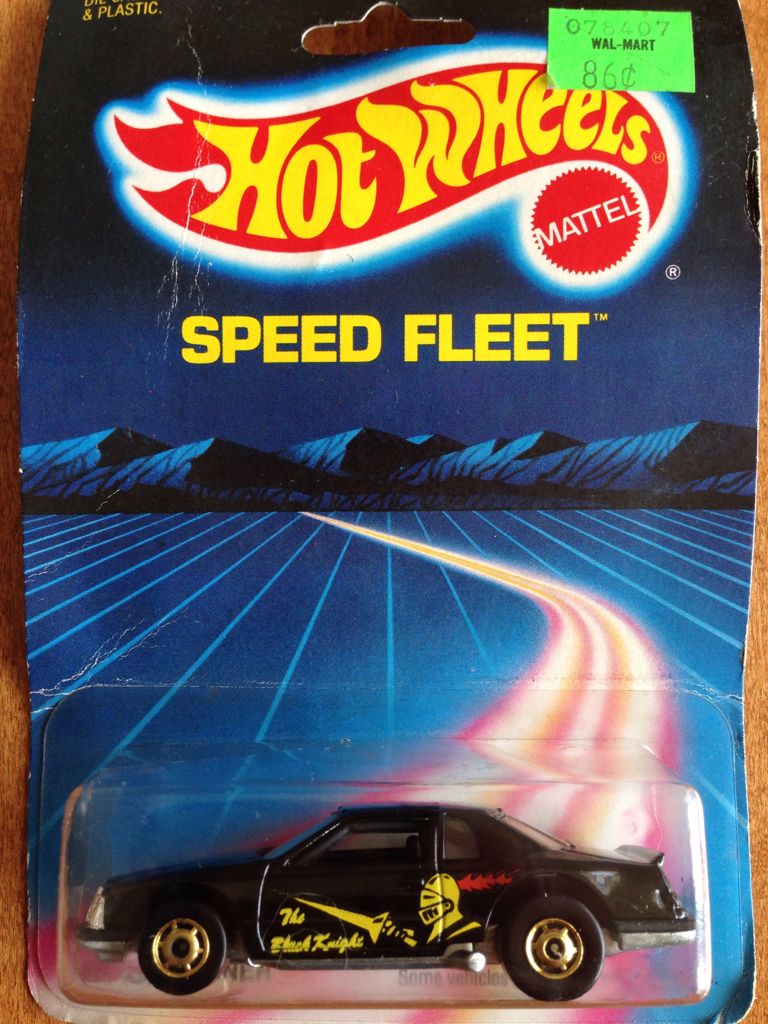 & PLASTIC.
078407
WAL-MART
86¢
HOT WHEELS®
MATTEL
®
SPEED FLEET™
The
Black Knight
Some vehicles